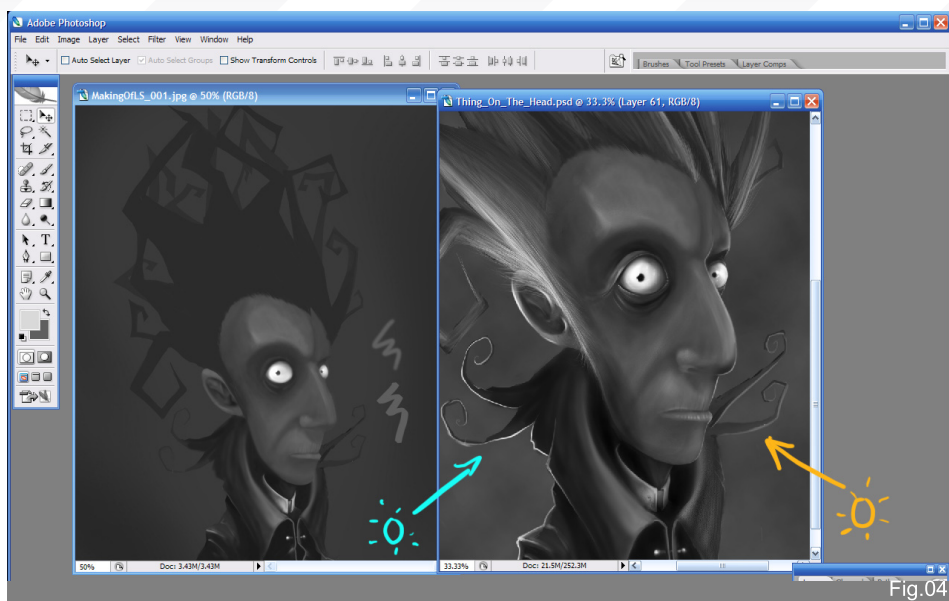 Adobe Photoshop
File Edit Image Layer Select Filter View Window Help
Auto Select Layer Auto Select Groups Show Transform Controls
Brushes Tool Presets Layer Comps
MakingOfLS_001.jpg @ 50% (RGB/8)
Thing_On_The_Head.psd @ 33.3% (Layer 61, RGB/8)
50% Doc: 3.43M/3.43M
33.33% Doc: 21.5M/252.3M
Fig.04